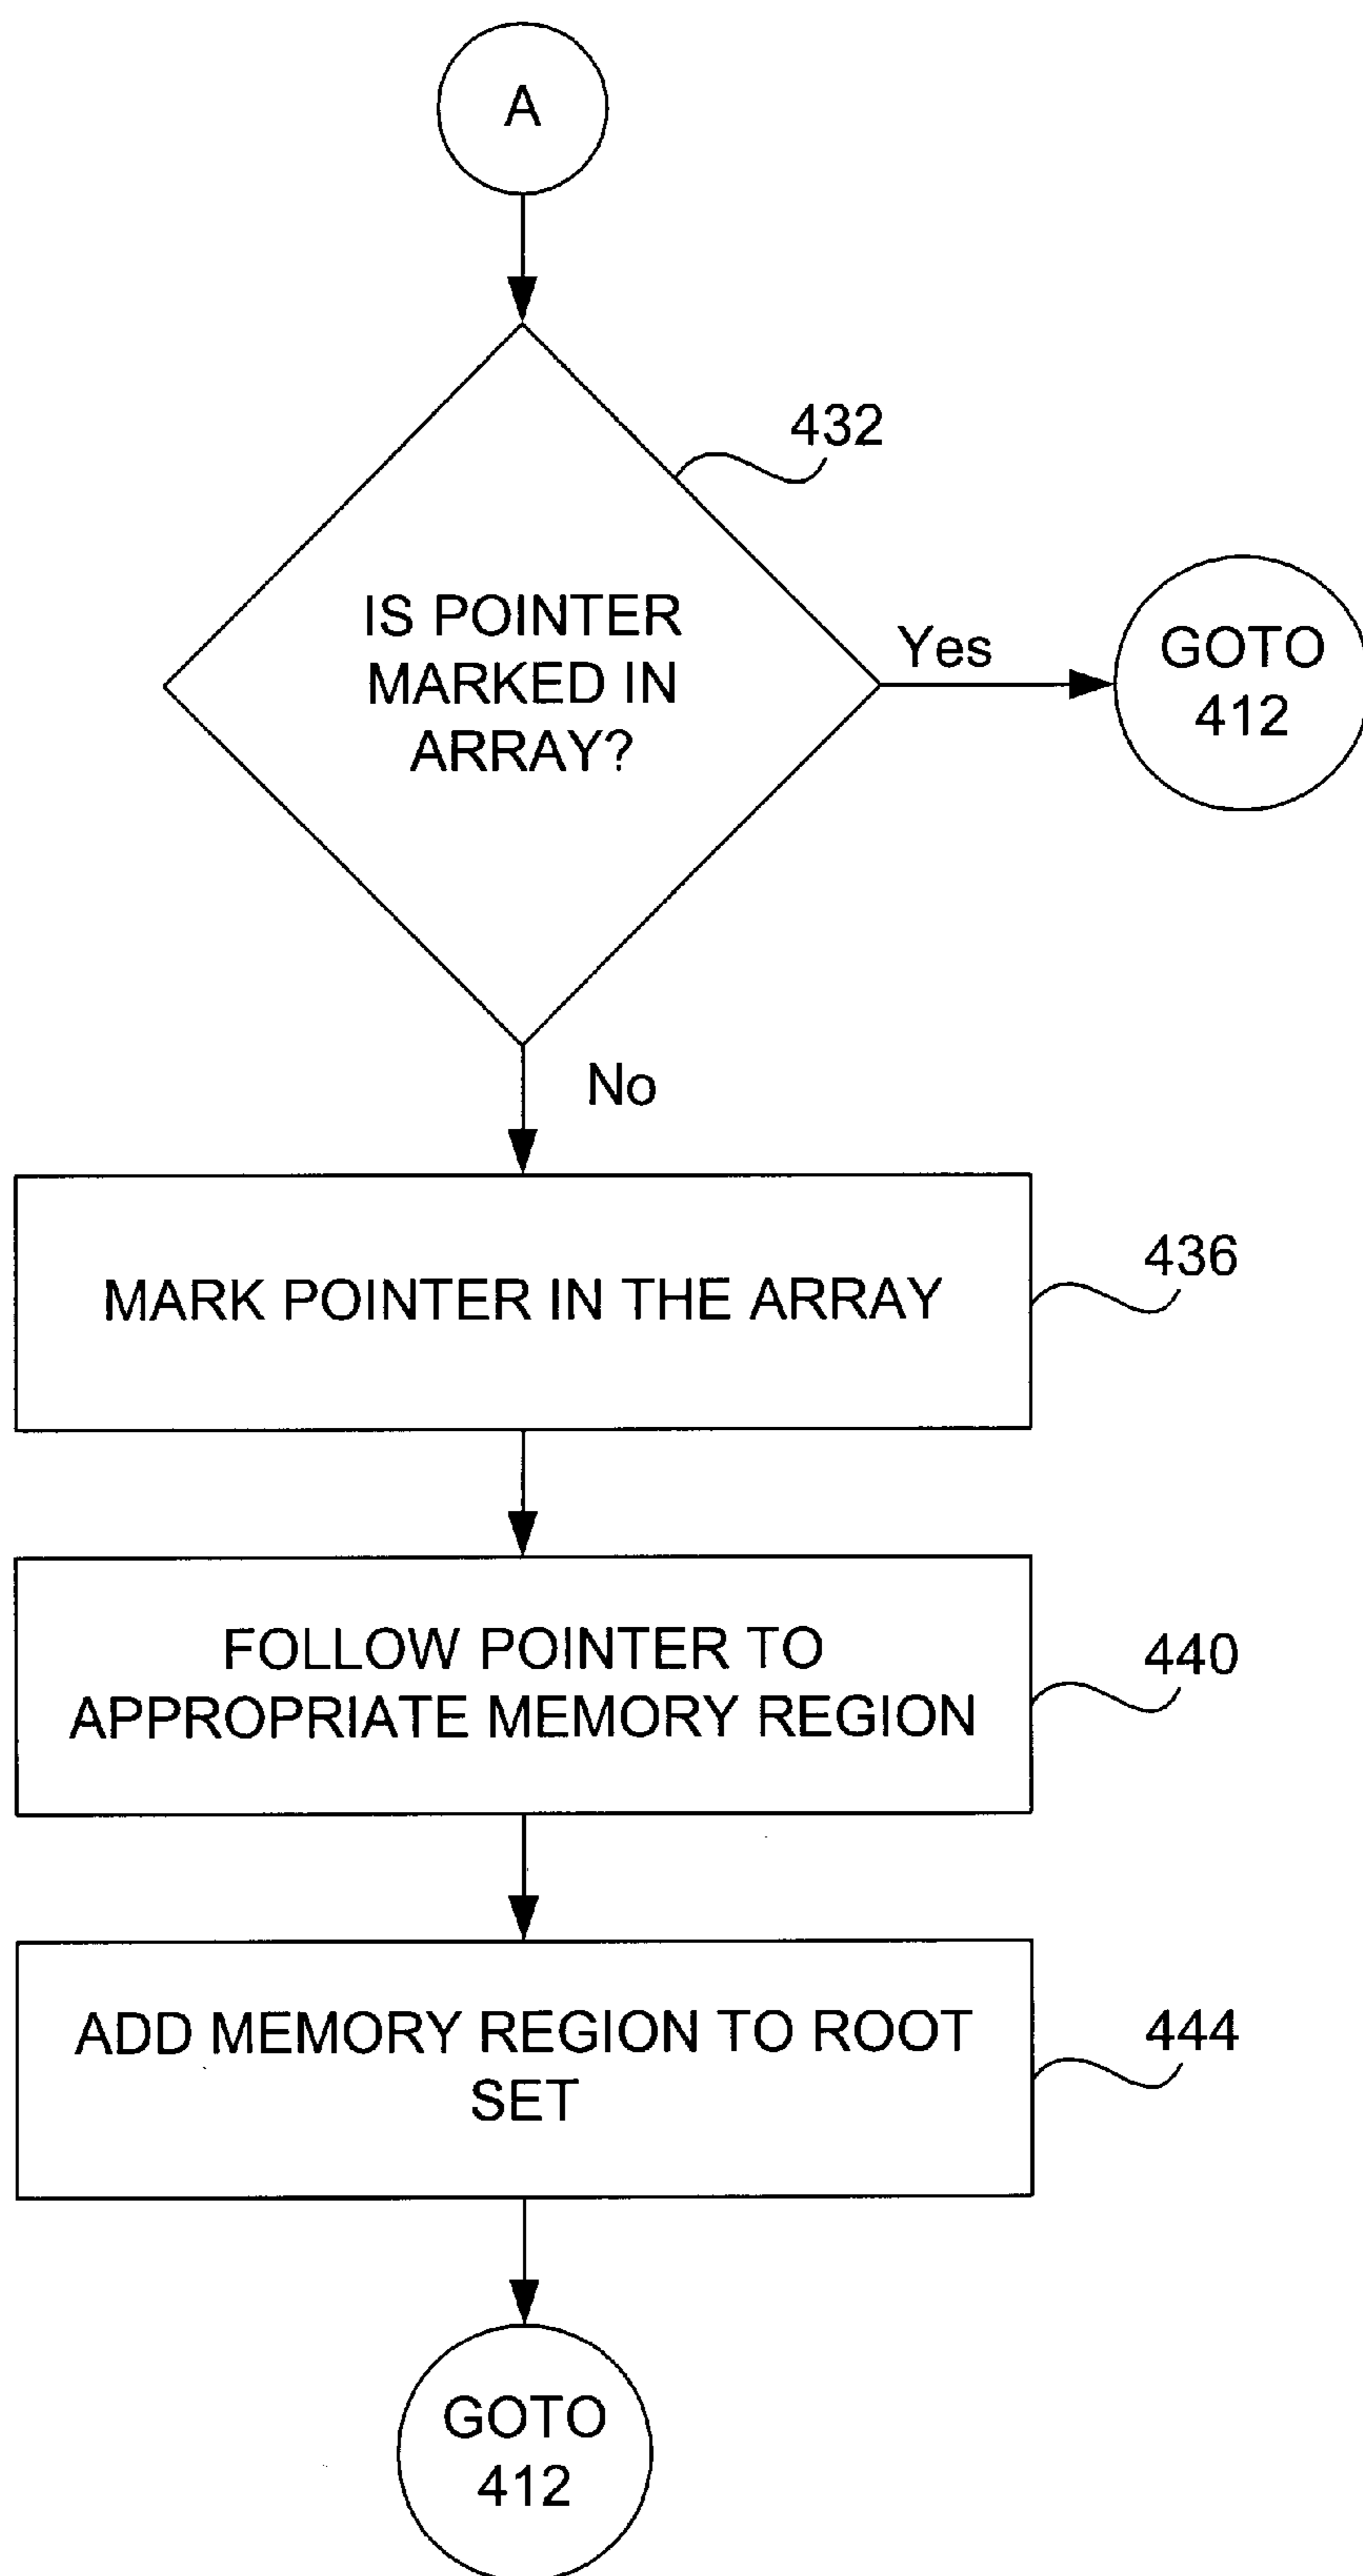 A
432
IS POINTER
MARKED IN
ARRAY?
Yes
GOTO
412
No
MARK POINTER IN THE ARRAY
436
FOLLOW POINTER TO
APPROPRIATE MEMORY REGION
440
ADD MEMORY REGION TO ROOT
SET
444
GOTO
412